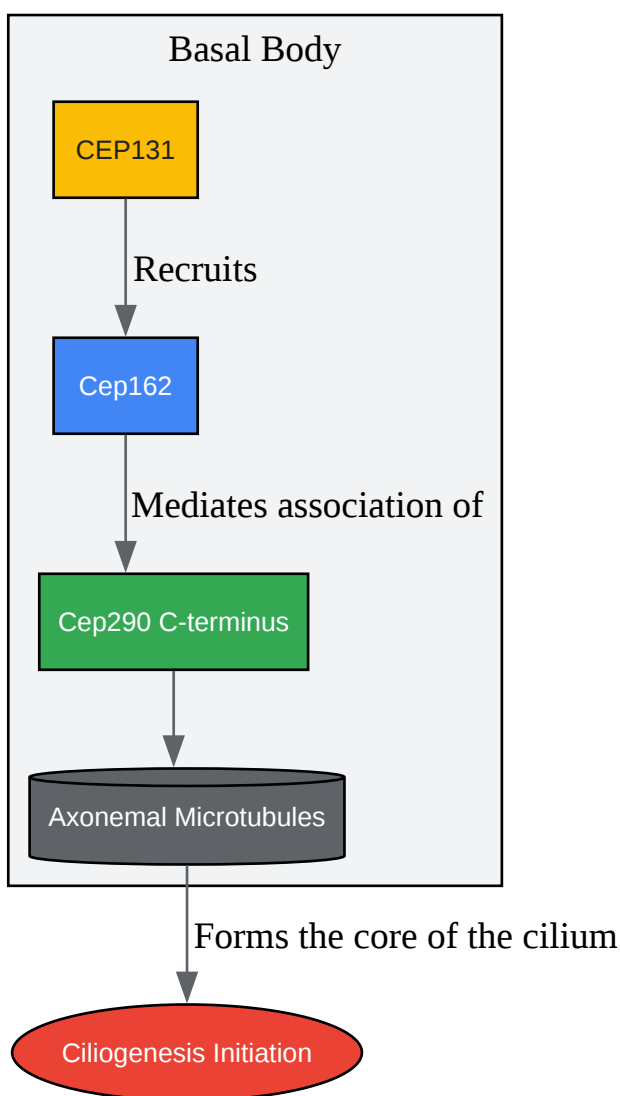 Basal Body
CEP131
Recruits
Cep162
Mediates association of
Cep290 C-terminus
Axonemal Microtubules
Forms the core of the cilium
Ciliogenesis Initiation